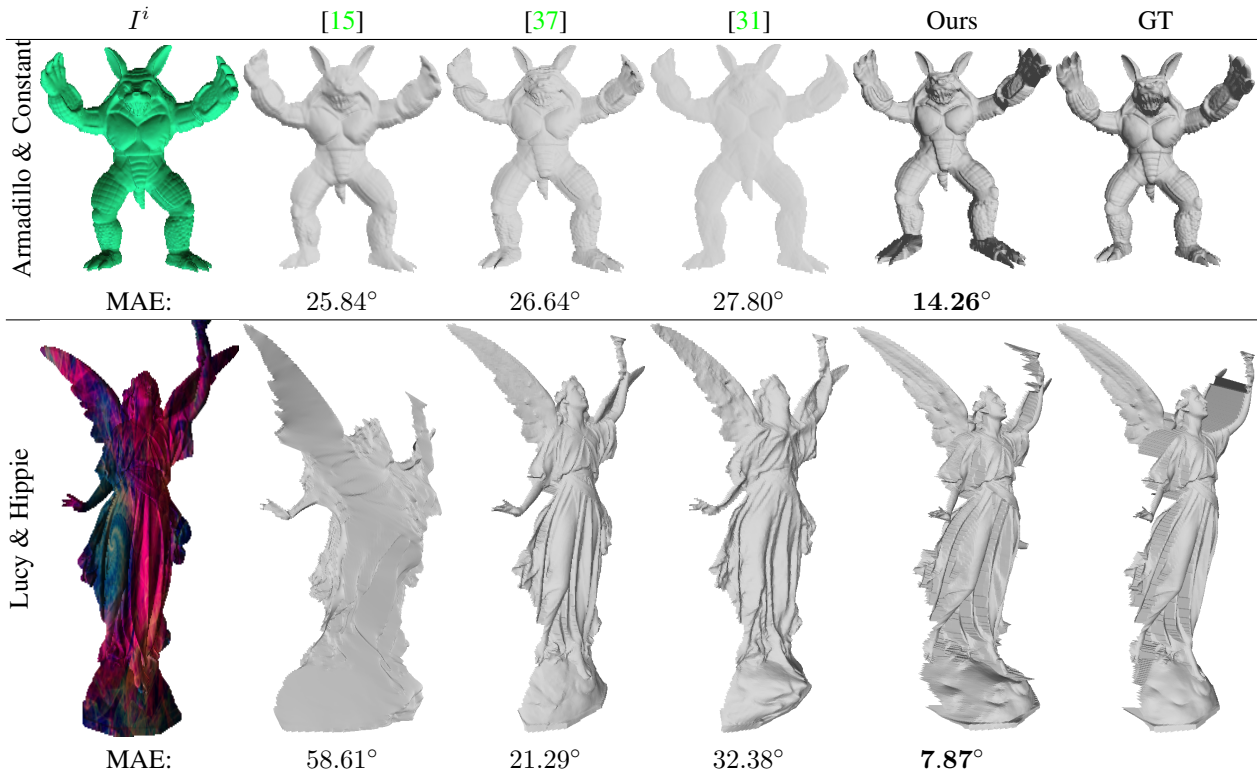 I^i [15] [37] [31] Ours GT
Armadillo & Constant
MAE: 25.84° 26.64° 27.80° 14.26°
Lucy & Hippie
MAE: 58.61° 21.29° 32.38° 7.87°